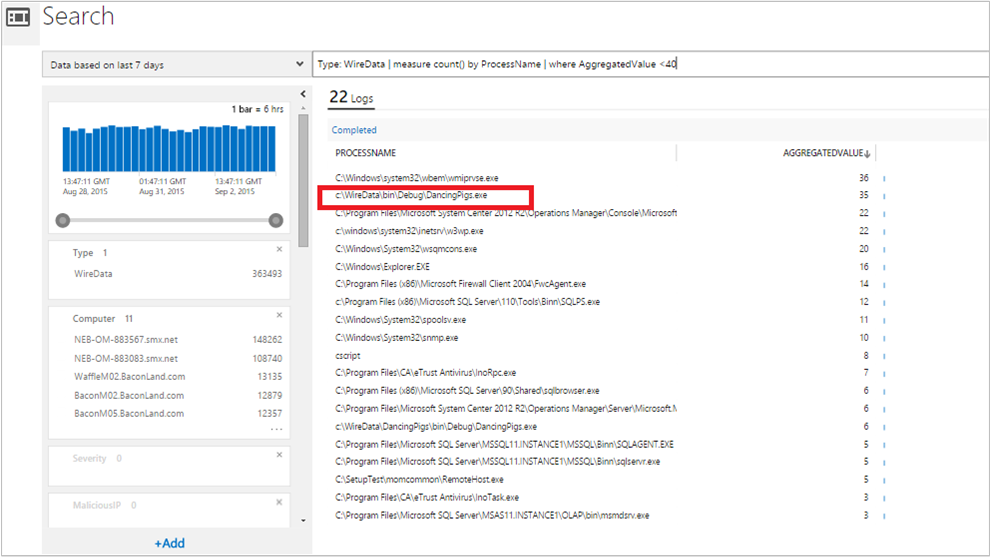 Search
Data based on last 7 days
Type: WireData | measure count() by ProcessName | where AggregatedValue <40
1 bar = 6 hrs
13:47:11 GMT 01:47:11 GMT 13:47:11 GMT
Aug 28, 2015 Aug 31, 2015 Sep 2, 2015
Type 1
WireData 363493
Computer 11
NEB-OM-883567.smx.net 148262
NEB-OM-883083.smx.net 108740
WaffleM02.BaconLand.com 13135
BaconM02.BaconLand.com 12879
BaconM05.BaconLand.com 12357
...
Severity 0
MaliciousIP 0
+Add
22 Logs
Completed
PROCESSNAME AGGREGATEDVALUE
C:\Windows\system32\wbem\wmiprvse.exe 36
c:\WireData\bin\Debug\DancingPigs.exe 35
C:\Program Files\Microsoft System Center 2012 R2\Operations Manager\Console\Microsoft 22
c:\windows\system32\inetsrv\w3wp.exe 22
C:\Windows\System32\wsqmcons.exe 20
C:\Windows\Explorer.EXE 16
C:\Program Files (x86)\Microsoft Firewall Client 2004\FwcAgent.exe 14
c:\Program Files (x86)\Microsoft SQL Server\110\Tools\Binn\SQLPS.exe 12
C:\Windows\System32\spoolsv.exe 11
C:\Windows\System32\snmp.exe 10
cscript 8
C:\Program Files\CA\eTrust Antivirus\InoRpc.exe 7
C:\Program Files (x86)\Microsoft SQL Server\90\Shared\sqlbrowser.exe 6
C:\Program Files\Microsoft System Center 2012 R2\Operations Manager\Server\Microsoft.M 6
c:\WireData\DancingPigs\bin\Debug\DancingPigs.exe 6
C:\Program Files\Microsoft SQL Server\MSSQL11.INSTANCE1\MSSQL\Binn\SQLAGENT.EXE 5
C:\Program Files\Microsoft SQL Server\MSSQL11.INSTANCE1\MSSQL\Binn\sqlservr.exe 5
C:\SetupTest\momcommon\RemoteHost.exe 5
C:\Program Files\CA\eTrust Antivirus\InoTask.exe 3
C:\Program Files\Microsoft SQL Server\MSAS11.INSTANCE1\OLAP\bin\msmdsrv.exe 3